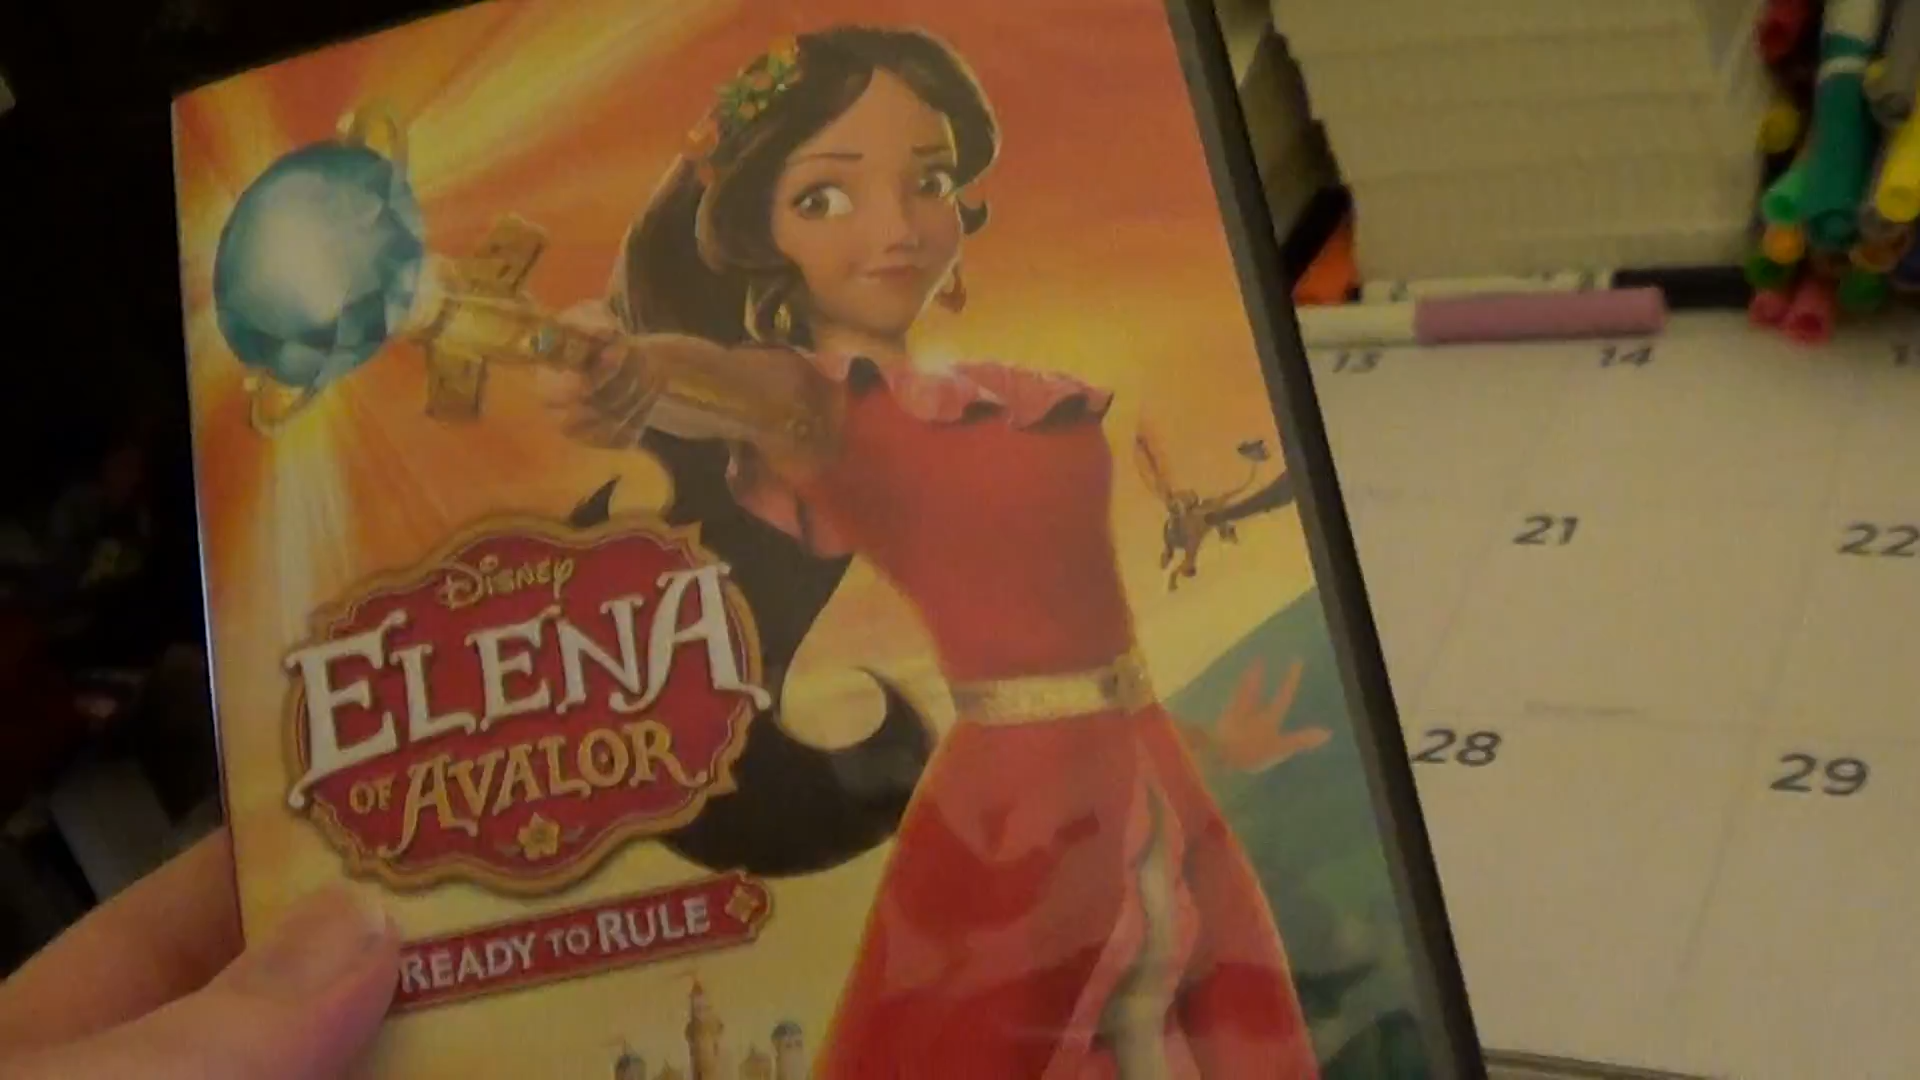 Disney
ELENA
OF AVALOR
READY TO RULE
13
14
21
22
28
29